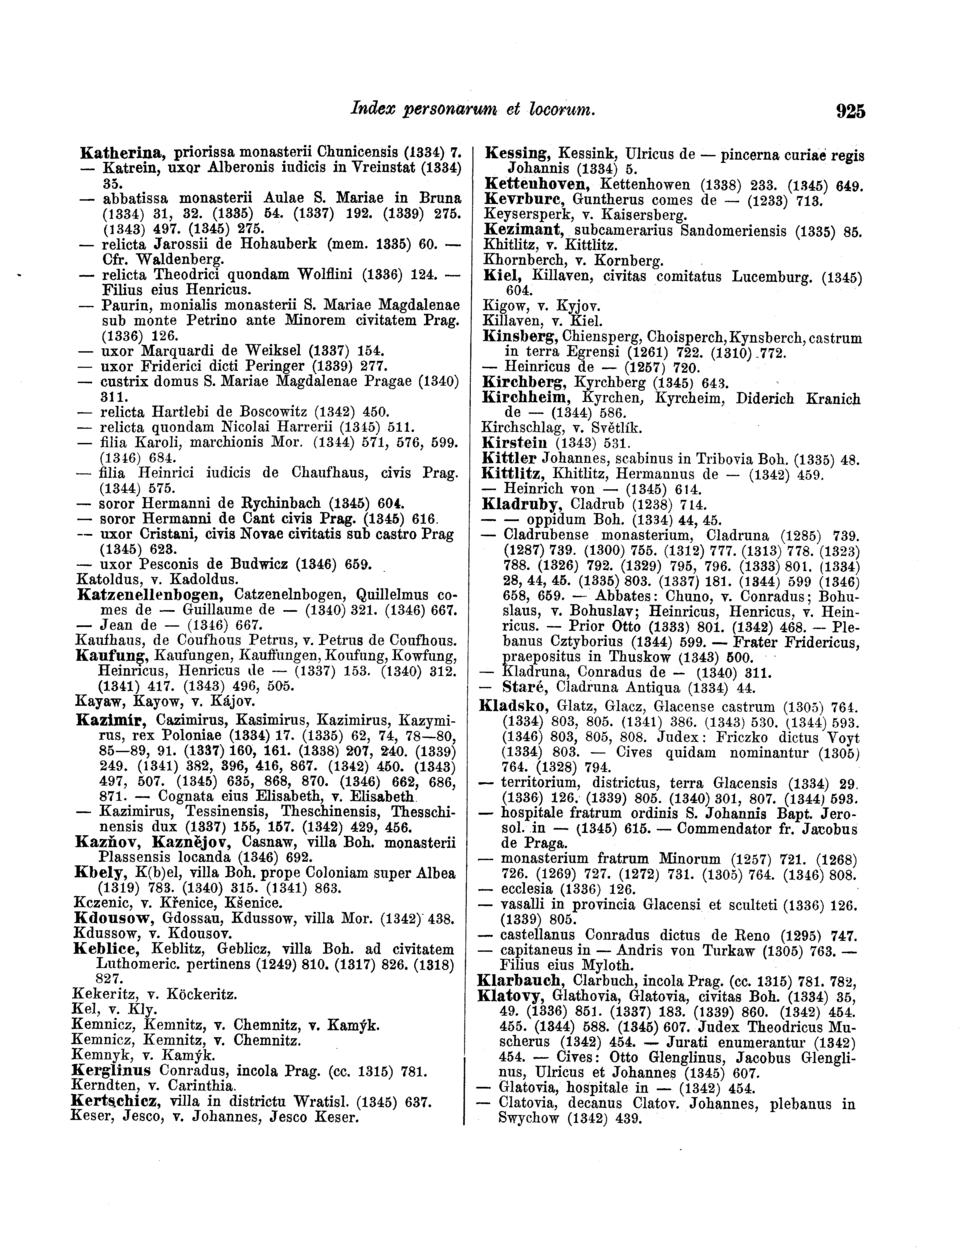 Index personarum et locorum.
925
Katherina, priorissa monasterii Chunicensis (1334) 7.
— Katrein, uxor Alberonis iudicis in Vreinstat (1334)
35.
— abbatissa monasterii Aulae S. Mariae in Bruna
(1334) 31, 32. (1335) 54. (1337) 192. (1339) 275.
(1343) 497. (1345) 275.
— relicta Jarossii de Hohauberk (mem. 1335) 60. —
Cfr. Waldenberg.
— relicta Theodrici quondam Wolflini (1336) 124. —
Filius eius Henricus.
— Paurin, monialis monasterii S. Mariae Magdalenae
sub monte Petrino ante Minorem civitatem Prag.
(1336) 126.
— uxor Marquardi de Weiksel (1337) 154.
— uxor Friderici dicti Peringer (1339) 277.
— custrix domus S. Mariae Magdalenae Pragae (1340)
311.
— relicta Hartlebi de Boscowitz (1342) 450.
— relicta quondam Nicolai Harrerii (1345) 511.
— filia Karoli, marchionis Mor. (1344) 571, 576, 599.
(1346) 684.
— filia Heinrici iudicis de Chaufhaus, civis Prag.
(1344) 575.
— soror Hermanni de Rychinbach (1345) 604.
— soror Hermanni de Cant civis Prag. (1345) 616.
— uxor Cristani, civis Novae civitatis sub castro Prag
(1345) 623.
— uxor Pesconis de Budwicz (1346) 659.
Katoldus, v. Kadoldus.
Katzenellenbogen, Catzenelnbogen, Quillelmus co-
mes de — Guillaume de — (1340) 321. (1346) 667.
— Jean de — (1346) 667.
Kaufhaus, de Coufhous Petrus, v. Petrus de Coufhous.
Kaufung, Kaufungen, Kauffungen, Koufung, Kowfung,
Heinricus, Henricus de — (1337) 153. (1340) 312.
(1341) 417. (1343) 496, 505.
Kayaw, Kayow, v. Kájov.
Kazimír, Cazimirus, Kasimirus, Kazimirus, Kazymi-
rus, rex Poloniae (1334) 17. (1335) 62, 74, 78—80,
85—89, 91. (1337) 160, 161. (1338) 207, 240. (1339)
249. (1341) 382, 396, 416, 867. (1342) 450. (1343)
497, 507. (1345) 635, 868, 870. (1346) 662, 686,
871. — Cognata eius Elisabeth, v. Elisabeth
— Kazimirus, Tessinensis, Theschinensis, Thesschi-
nensis dux (1337) 155, 157. (1342) 429, 456.
Kazňov, Kaznějov, Casnaw, villa Boh. monasterii
Plassensis locanda (1346) 692.
Kbely, K(b)el, villa Boh. prope Coloniam super Albea
(1319) 783. (1340) 315. (1341) 863.
Kczenic, v. Křenice, Kšenice.
Kdousow, Gdossau, Kdussow, villa Mor. (1342) 438.
Kdussow, v. Kdousov.
Keblice, Keblitz, Geblicz, villa Boh. ad civitatem
Luthomeric. pertinens (1249) 810. (1317) 826. (1318)
827.
Kekeritz, v. Köckeritz.
Kel, v. Kly.
Kemnicz, Kemnitz, v. Chemnitz, v. Kamýk.
Kemnicz, Kemnitz, v. Chemnitz.
Kemnyk, v. Kamýk.
Kerglinus Conradus, incola Prag. (cc. 1315) 781.
Kerndten, v. Carinthia.
Kertschicz, villa in districtu Wratisl. (1345) 637.
Keser, Jesco, v. Johannes, Jesco Keser.
Kessing, Kessink, Ulricus de — pincerna curiae regis
Johannis (1334) 5.
Kettenhoven, Kettenhowen (1338) 233. (1345) 649.
Kevrburc, Guntherus comes de — (1233) 713.
Keysersperk, v. Kaisersberg.
Kezimant, subcamerarius Sandomeriensis (1335) 85.
Khitlitz, v. Kittlitz.
Khornberch, v. Kornberg.
Kiel, Killaven, civitas comitatus Lucemburg. (1345)
604.
Kigow, v. Kyjov.
Killaven, v. Kiel.
Kinsberg, Chiensperg, Choisperch, Kynsberch, castrum
in terra Egrensi (1261) 722. (1310) 772.
— Heinricus de — (1257) 720.
Kirchberg, Kyrchberg (1345) 643.
Kirchheim, Kyrchen, Kyrcheim, Diderich Kranich
de — (1344) 586.
Kirchschlag, v. Světlík.
Kirstein (1343) 531.
Kittler Johannes, scabinus in Tribovia Boh. (1335) 48.
Kittlitz, Khitlitz, Hermannus de — (1342) 459.
— Heinrich von — (1345) 614.
Kladruby, Cladrub (1238) 714.
— — oppidum Boh. (1334) 44, 45.
— Cladrubense monasterium, Cladruna (1285) 739.
(1287) 739. (1300) 755. (1312) 777. (1313) 778. (1323)
788. (1326) 792. (1329) 795, 796. (1333) 801. (1334)
28, 44, 45. (1335) 803. (1337) 181. (1344) 599 (1346)
658, 659. — Abbates: Chuno, v. Conradus; Bohu-
slaus, v. Bohuslav; Heinricus, Henricus, v. Hein-
ricus. — Prior Otto (1333) 801. (1342) 468. — Ple-
banus Cztyborius (1344) 599. — Frater Fridericus,
praepositus in Thuskow (1343) 500.
— Kladruna, Conradus de — (1340) 311.
— Staré, Cladruna Antiqua (1334) 44.
Kladsko, Glatz, Glacz, Glacense castrum (1305) 764.
(1334) 803, 805. (1341) 386. (1343) 530. (1344) 593.
(1346) 803, 805, 808. Judex: Friczko dictus Voyt
(1334) 803. — Cives quidam nominantur (1305)
764. (1328) 794.
— territorium, districtus, terra Glacensis (1334) 29.
(1336) 126. (1339) 805. (1340) 301, 807. (1344) 593.
— hospitale fratrum ordinis S. Johannis Bapt. Jero-
sol. in — (1345) 615. — Commendator fr. Jacobus
de Praga.
— monasterium fratrum Minorum (1257) 721. (1268)
726. (1269) 727. (1272) 731. (1305) 764. (1346) 808.
— ecclesia (1336) 126.
— vasalli in provincia Glacensi et sculteti (1336) 126.
(1339) 805.
— castellanus Conradus dictus de Reno (1295) 747.
— capitaneus in — Andris von Turkaw (1305) 763. —
Filius eius Myloth.
Klarbauch, Clarbuch, incola Prag. (cc. 1315) 781. 782,
Klatovy, Glathovia, Glatovia, civitas Boh. (1334) 35,
49. (1336) 851. (1337) 183. (1339) 860. (1342) 454.
455. (1344) 588. (1345) 607. Judex Theodricus Mu-
scherus (1342) 454. — Jurati enumerantur (1342)
454. — Cives: Otto Glenglinus, Jacobus Glengli-
nus, Ulricus et Johannes (1345) 607.
— Glatovia, hospitale in — (1342) 454.
— Clatovia, decanus Clatov. Johannes, plebanus in
Swychow (1342) 439.